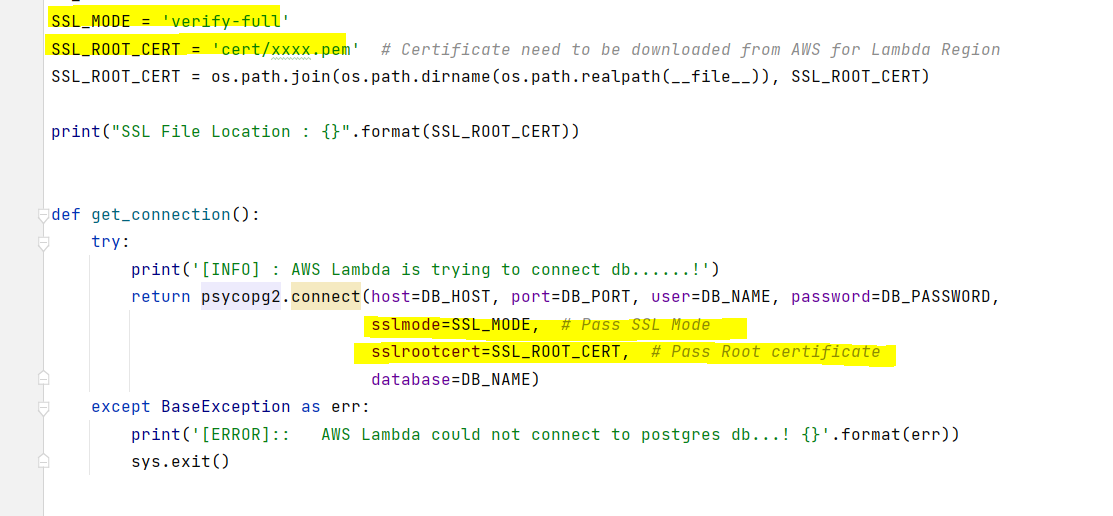 SSL_MODE = 'verify-full'
SSL_ROOT_CERT = 'cert/xxxx.pem'  # Certificate need to be downloaded from AWS for Lambda Region
SSL_ROOT_CERT = os.path.join(os.path.dirname(os.path.realpath(__file__)), SSL_ROOT_CERT)
print("SSL File Location : {}".format(SSL_ROOT_CERT))
def get_connection():
    try:
        print('[INFO] : AWS Lambda is trying to connect db......!')
        return psycopg2.connect(host=DB_HOST, port=DB_PORT, user=DB_NAME, password=DB_PASSWORD,
                                sslmode=SSL_MODE,  # Pass SSL Mode
                                sslrootcert=SSL_ROOT_CERT,  # Pass Root certificate
                                database=DB_NAME)
    except BaseException as err:
        print('[ERROR]::   AWS Lambda could not connect to postgres db...! {}'.format(err))
        sys.exit()